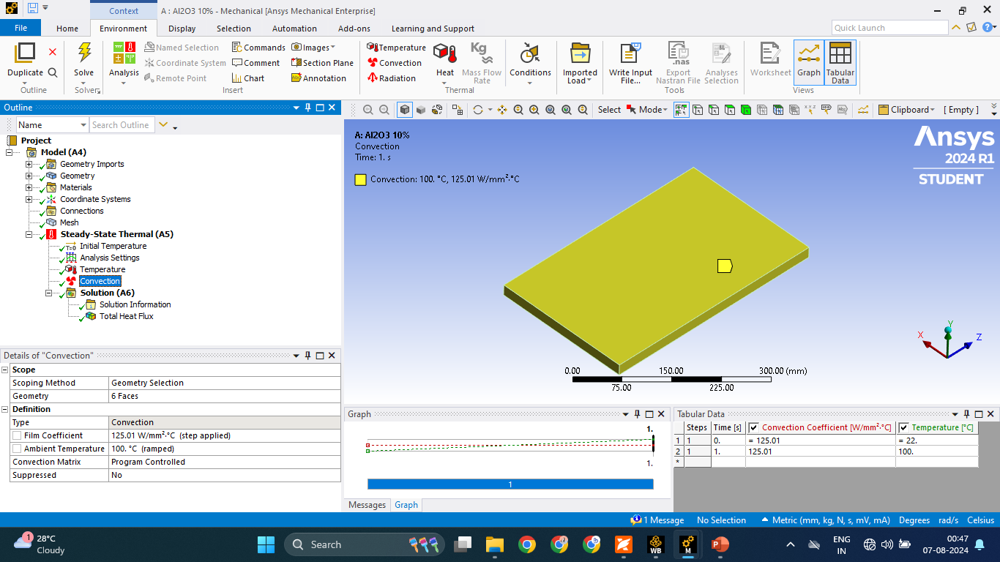 Context
A : Al2O3 10% - Mechanical [Ansys Mechanical Enterprise]
File Home Environment Display Selection Automation Add-ons Learning and Support
Quick Launch
Duplicate
Outline
Solve
Solver
Analysis
Named Selection
Coordinate System
Remote Point
Commands
Comment
Chart
Images
Section Plane
Annotation
Insert
Temperature
Convection
Radiation
Heat
Mass Flow
Rate
Thermal
Conditions
Imported
Load
Write Input
File...
Export
Nastran File
Analyses
Selection
Tools
Worksheet
Graph
Tabular
Data
Views
Outline
Name
Search Outline
Project
Model (A4)
Geometry Imports
Geometry
Materials
Coordinate Systems
Connections
Mesh
Steady-State Thermal (A5)
T=0 Initial Temperature
Analysis Settings
Temperature
Convection
Solution (A6)
Solution Information
Total Heat Flux
Select Mode Clipboard [ Empty ]
A: Al2O3 10%
Convection
Time: 1. s
Convection: 100. °C, 125.01 W/mm²·°C
Ansys
2024 R1
STUDENT
0.00 150.00 300.00 (mm)
75.00 225.00
X Y Z
Details of "Convection"
Scope
Scoping Method Geometry Selection
Geometry 6 Faces
Definition
Type Convection
Film Coefficient 125.01 W/mm²·°C (step applied)
Ambient Temperature 100. °C (ramped)
Convection Matrix Program Controlled
Suppressed No
Graph
1.
1.
1
Messages Graph
Tabular Data
Steps Time [s] Convection Coefficient [W/mm²·°C] Temperature [°C]
1 1 0. = 125.01 = 22.
2 1 1. 125.01 100.
*
1 Message No Selection Metric (mm, kg, N, s, mV, mA) Degrees rad/s Celsius
1
28°C
Cloudy
Search
WB
M
ENG
IN
00:47
07-08-2024